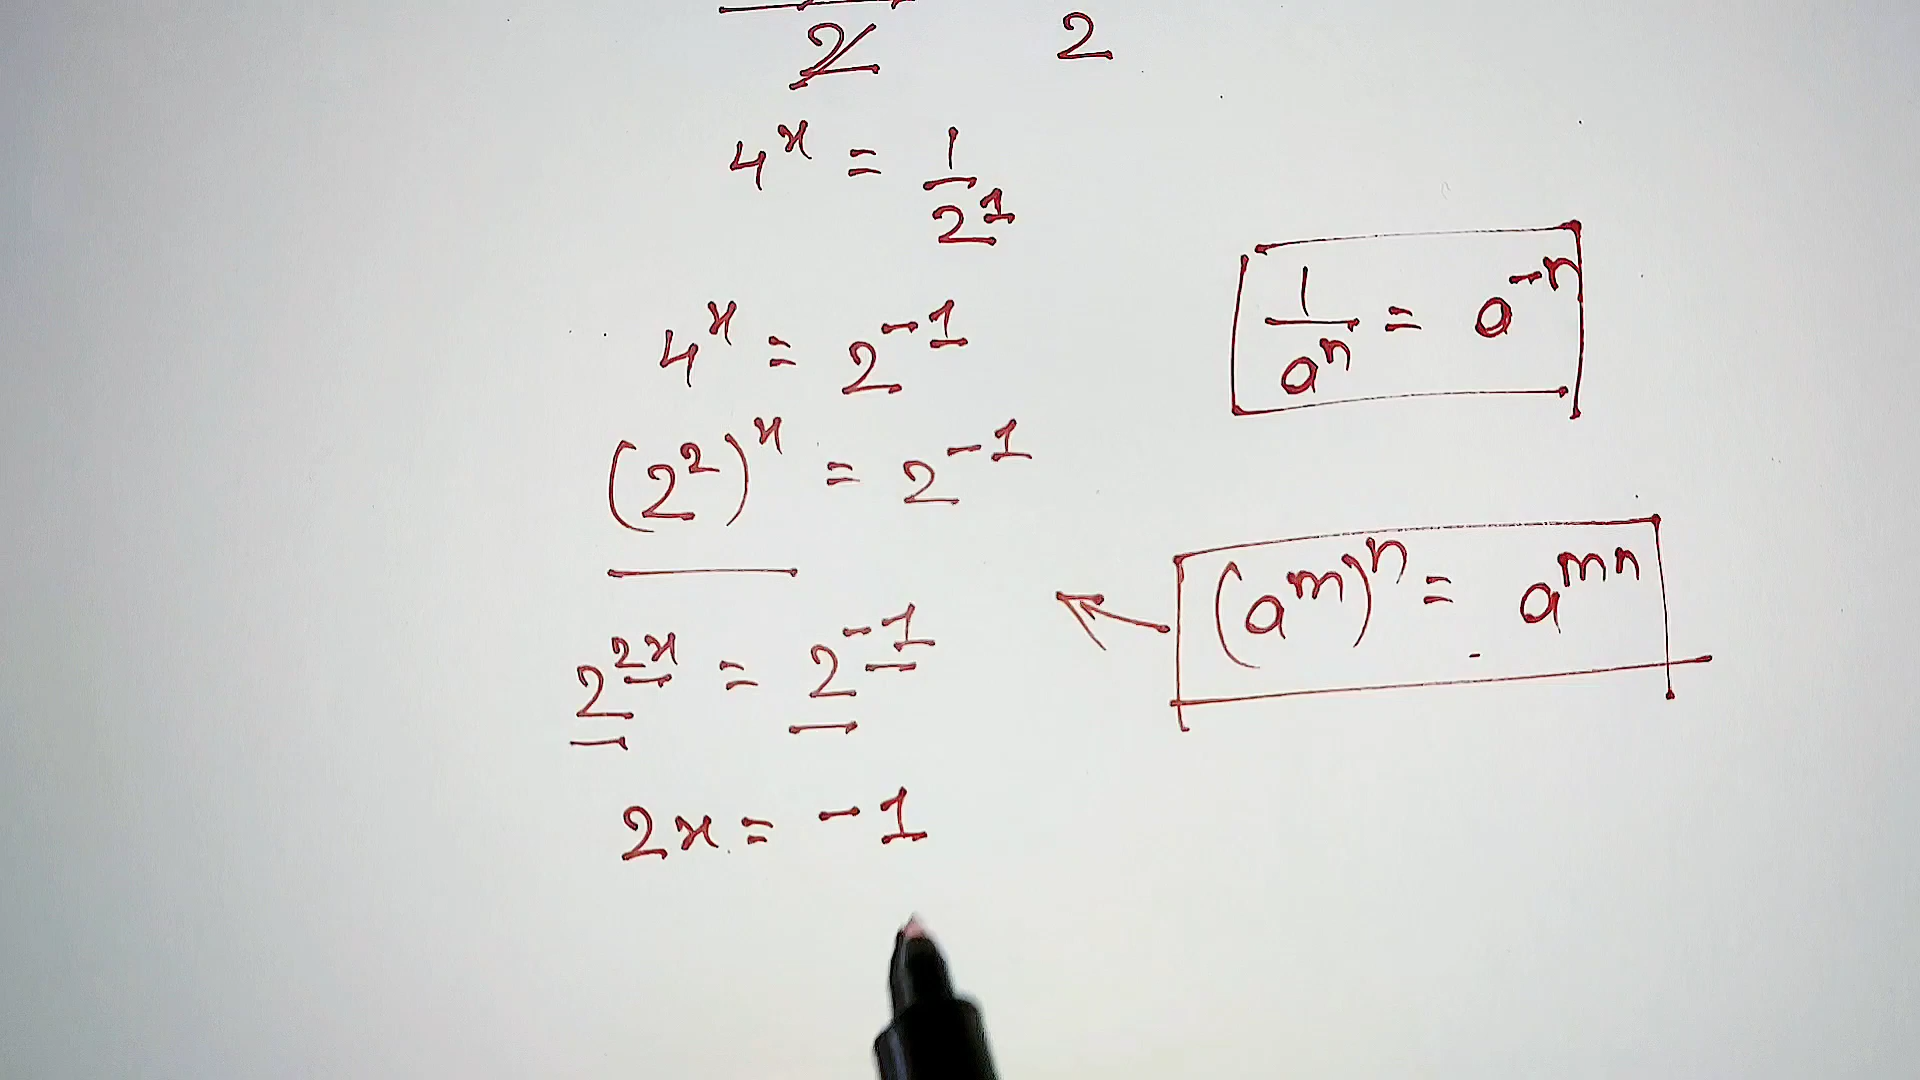 2 2
4^x = 1/2^1
4^x = 2^-1
(2^2)^x = 2^-1
2^2x = 2^-1
2x = -1
1/a^n = a^-n
(a^m)^n = a^mn